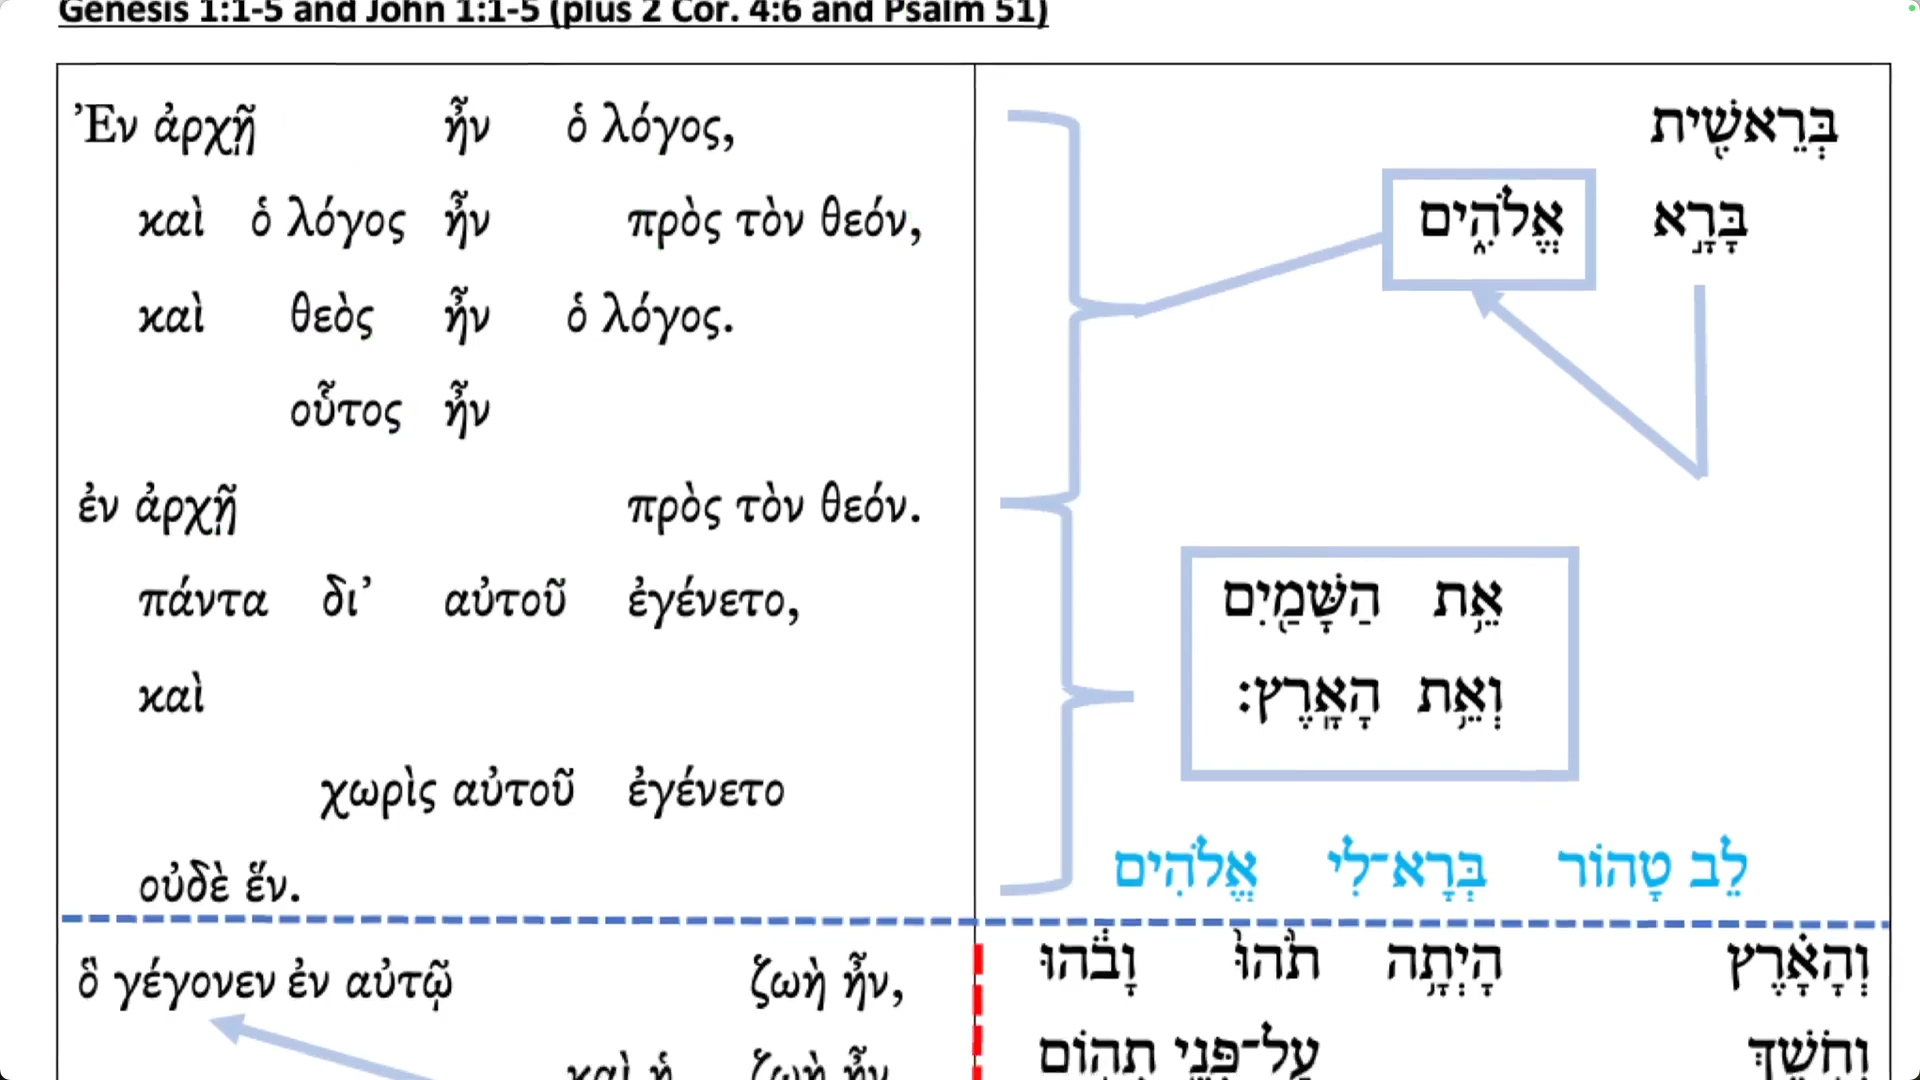 Genesis 1:1-5 and John 1:1-5 (plus 2 Cor. 4:6 and Psalm 51)
Ἐν ἀρχῇ ἦν ὁ λόγος,
καὶ ὁ λόγος ἦν πρὸς τὸν θεόν,
καὶ θεὸς ἦν ὁ λόγος.
οὗτος ἦν
ἐν ἀρχῇ πρὸς τὸν θεόν.
πάντα δι’ αὐτοῦ ἐγένετο,
καὶ
χωρὶς αὐτοῦ ἐγένετο
οὐδὲ ἕν.
ὃ γέγονεν ἐν αὐτῷ ζωὴ ἦν,
καὶ ἡ ζωὴ ἦν
בְּרֵאשִׁ֖ית
בָּרָ֣א אֱלֹהִ֑ים
אֵ֥ת הַשָּׁמַ֖יִם
וְאֵ֥ת הָאָֽרֶץ׃
לֵב טָהוֹר בְּרָא־לִי אֱלֹהִים
וְהָאָ֗רֶץ הָיְתָ֥ה תֹ֙הוּ֙ וָבֹ֔הוּ
וְחֹ֖שֶׁךְ עַל־פְּנֵ֣י תְה֑וֹם